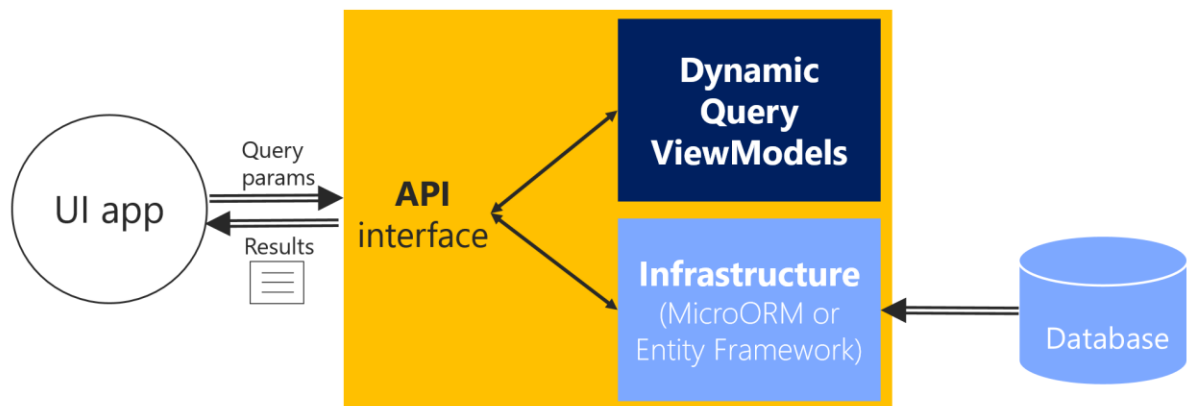 UI app
Query
params
Results
API
interface
Dynamic
Query
ViewModels
Infrastructure
(MicroORM or
Entity Framework)
Database